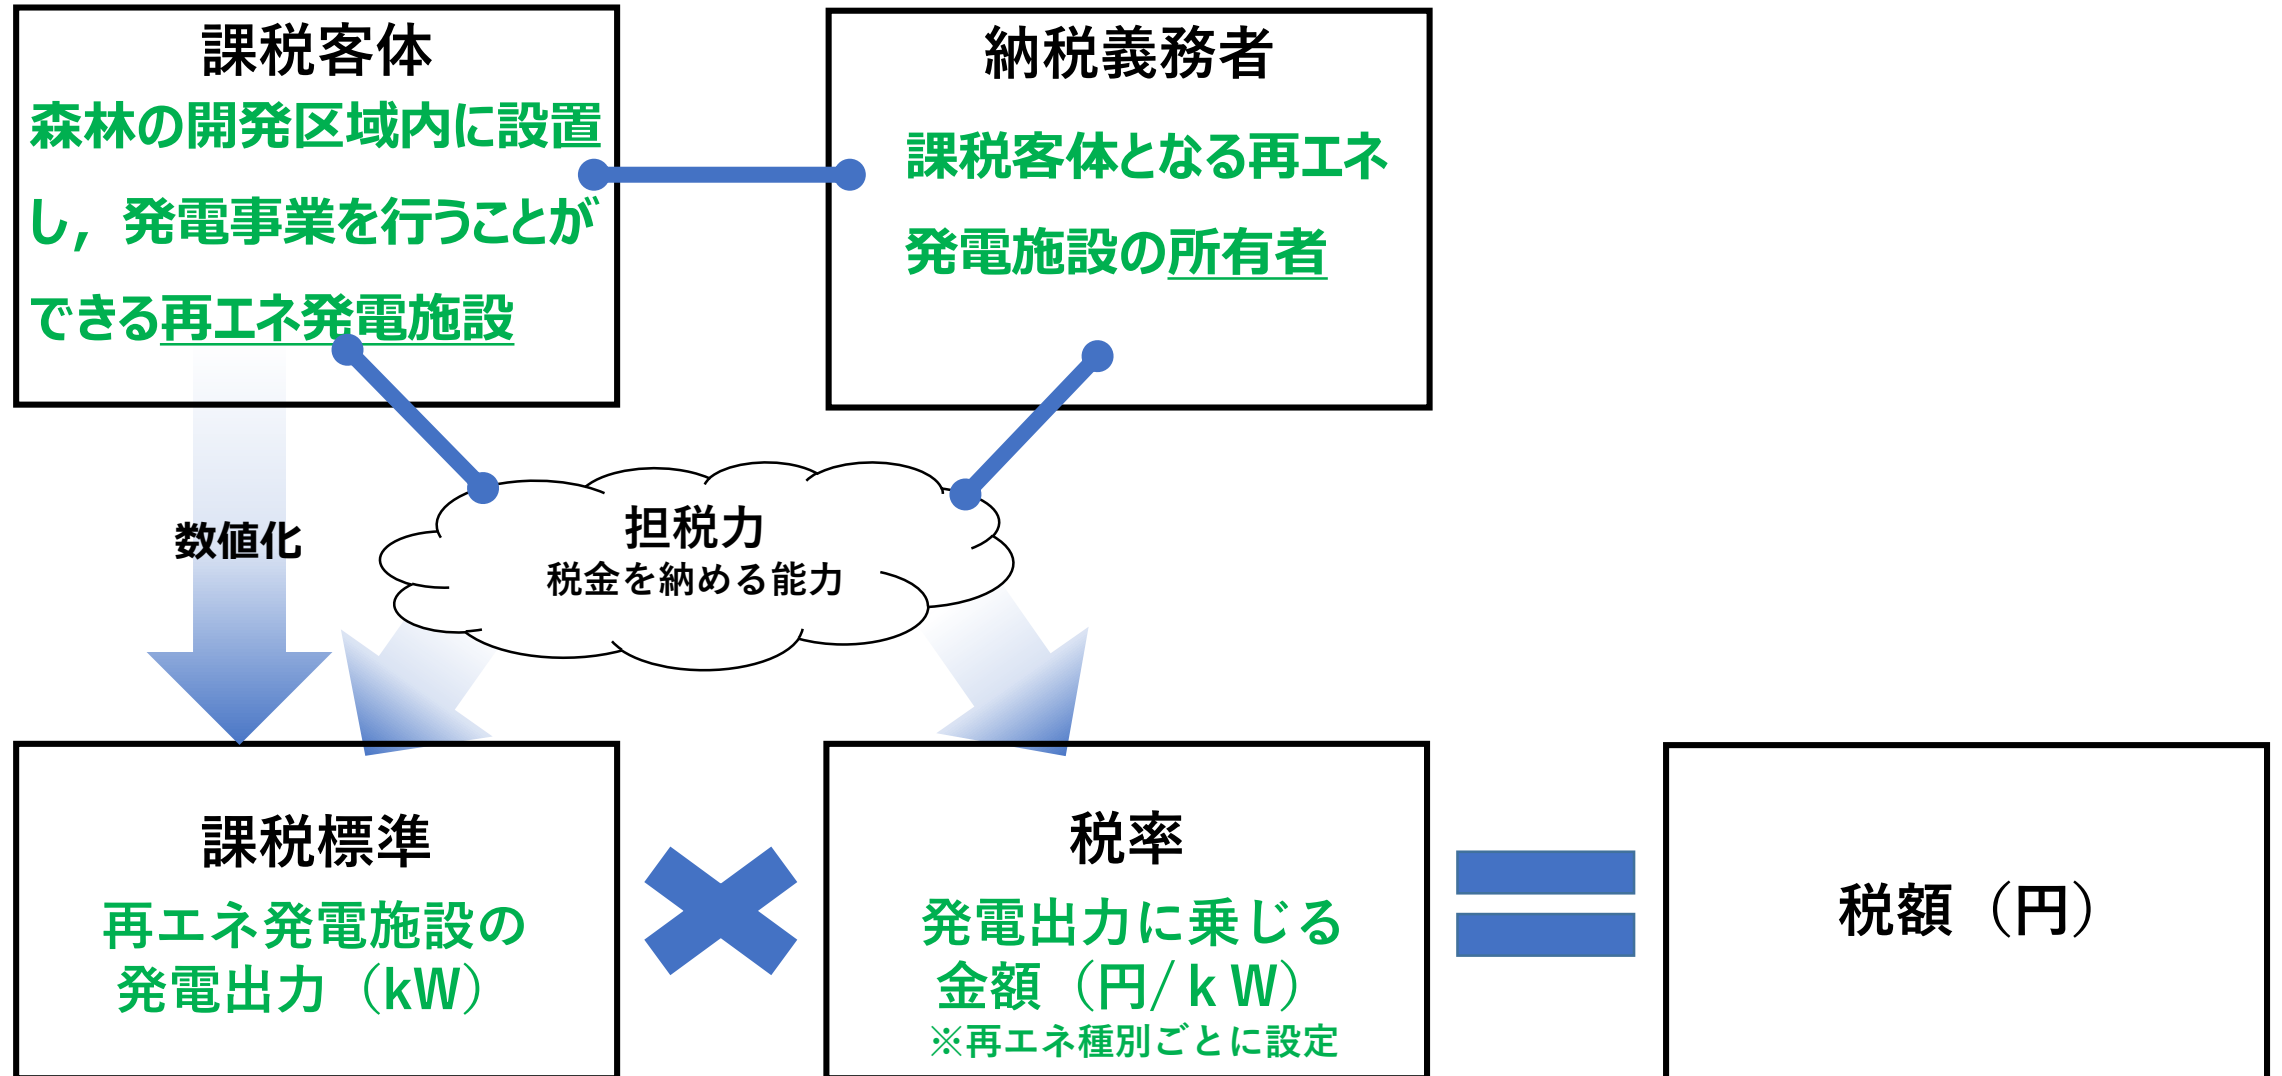 課税客体
森林の開発区域内に設置
し，発電事業を行うことが
できる再エネ発電施設
納税義務者
課税客体となる再エネ
発電施設の所有者
担税力
税金を納める能力
数値化
課税標準
再エネ発電施設の
発電出力（kW）
税率
発電出力に乗じる
金額（円/ｋＷ）
※再エネ種別ごとに設定
税額（円）